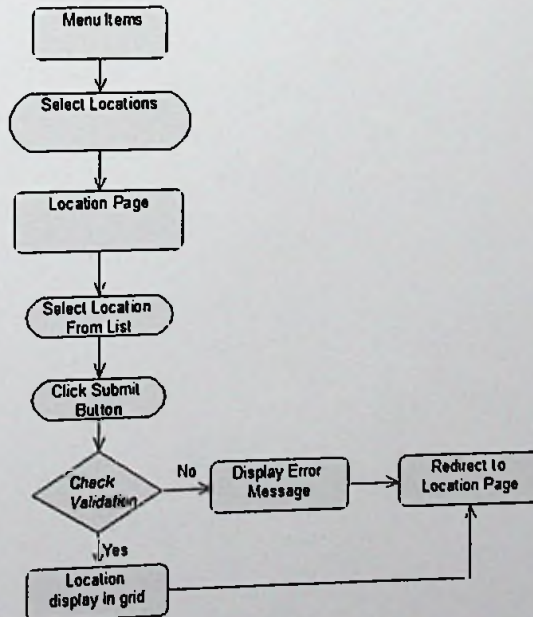 Menu Items
Select Locations
Location Page
Select Location
From List
Click Submit
Button
Check
Validation
No
Display Error
Message
Redirect to
Location Page
Yes
Location
display in grid